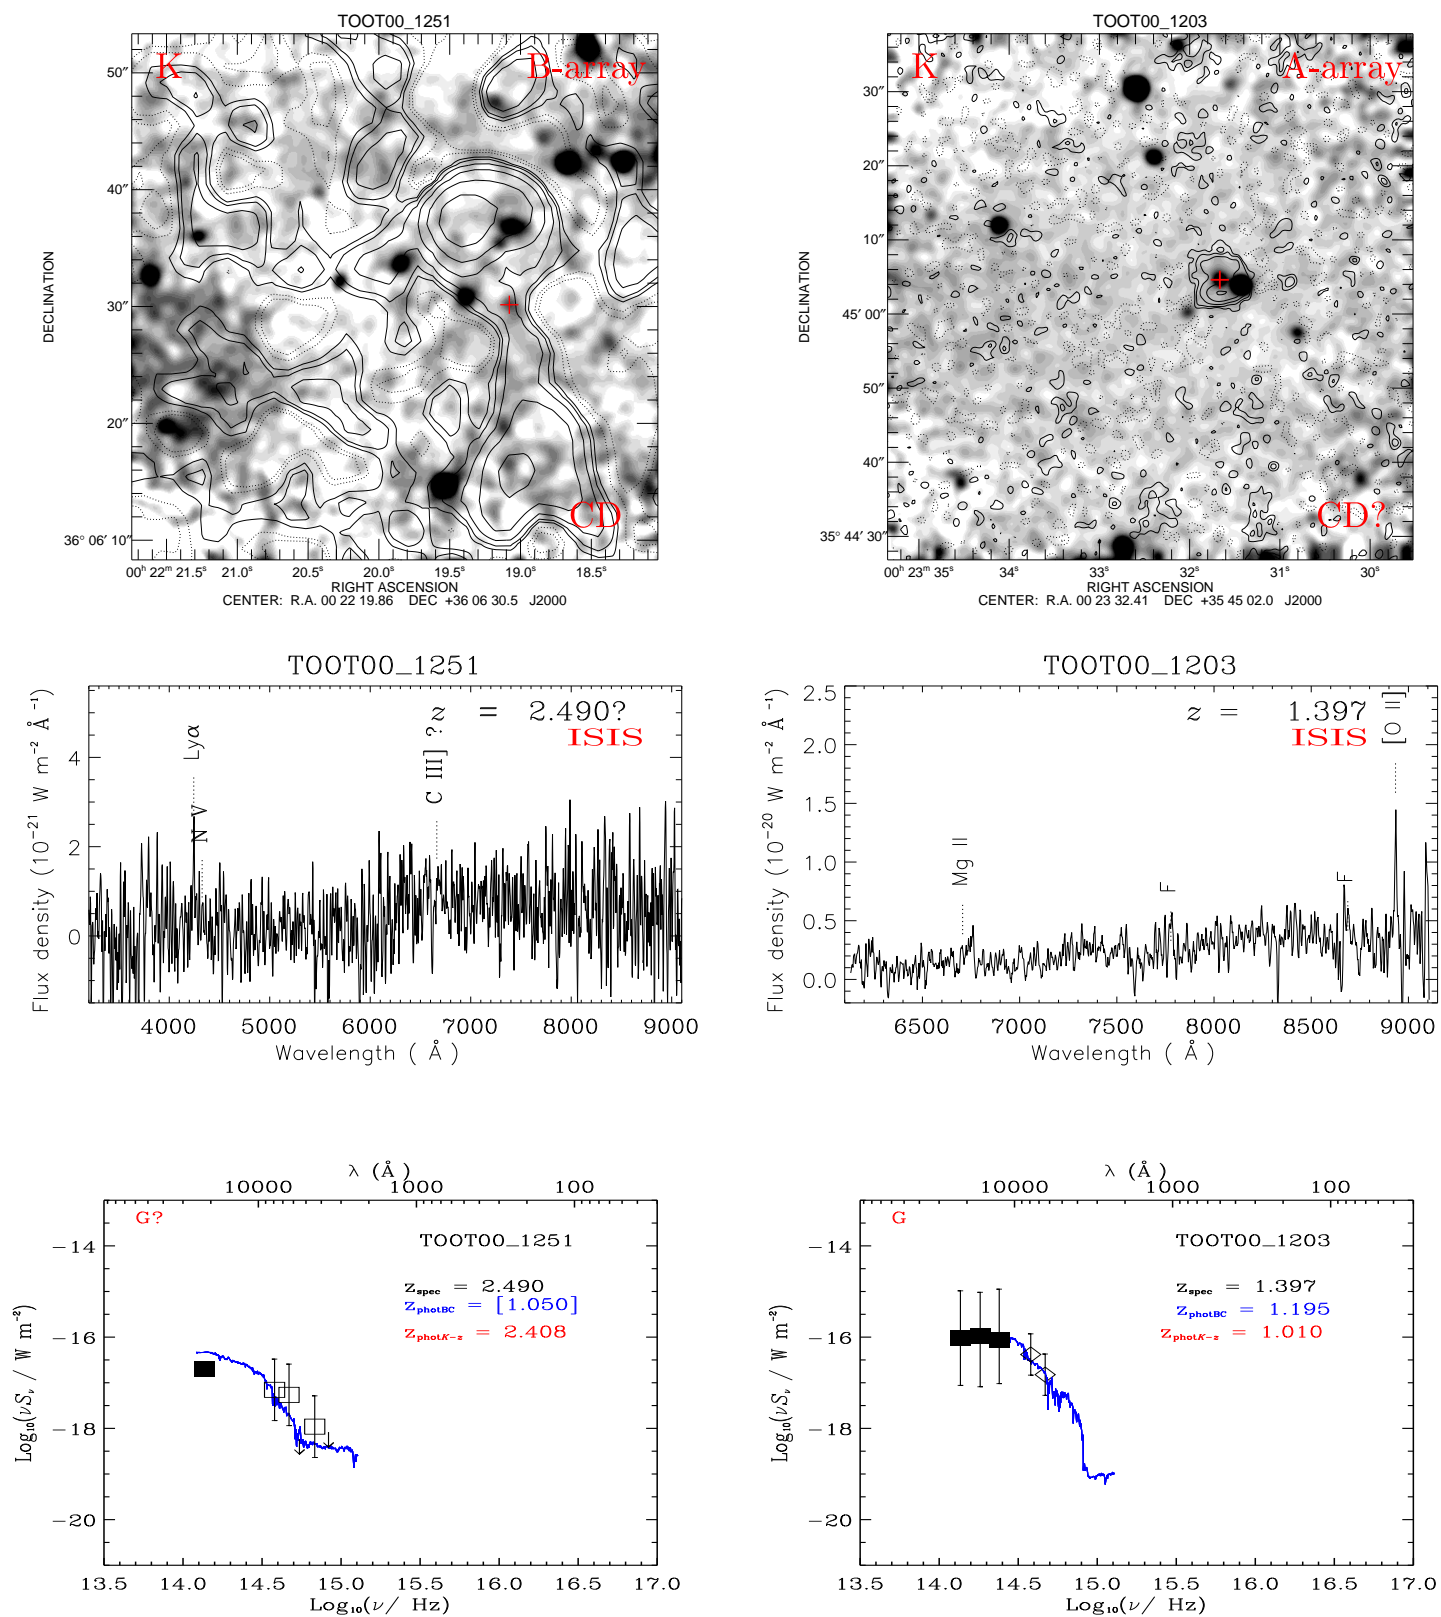 TOOT00_1251
K
B-array
50″
40″
30″
20″
36° 06′ 10″
DECLINATION
CD
00ʰ 22ᵐ 21.5ˢ 21.0ˢ 20.5ˢ 20.0ˢ 19.5ˢ 19.0ˢ 18.5ˢ
RIGHT ASCENSION
CENTER: R.A. 00 22 19.86 DEC +36 06 30.5 J2000
TOOT00_1203
K
A-array
30″
20″
10″
45′ 00″
50″
40″
35° 44′ 30″
DECLINATION
CD?
00ʰ 23ᵐ 35ˢ 34ˢ 33ˢ 32ˢ 31ˢ 30ˢ
RIGHT ASCENSION
CENTER: R.A. 00 23 32.41 DEC +35 45 02.0 J2000
TOOT00_1251
z = 2.490?
ISIS
Lyα
N V
C III] ?
4
2
0
Flux density (10⁻²¹ W m⁻² Å⁻¹)
4000 5000 6000 7000 8000 9000
Wavelength ( Å )
TOOT00_1203
z = 1.397
ISIS
[O II]
Mg II
F
F
2.5
2.0
1.5
1.0
0.5
0.0
Flux density (10⁻²⁰ W m⁻² Å⁻¹)
6500 7000 7500 8000 8500 9000
Wavelength ( Å )
λ (Å)
10000 1000 100
G?
TOOT00_1251
z_spec = 2.490
z_photBC = [1.050]
z_photK-z = 2.408
−14
−16
−18
−20
Log₁₀(νSᵥ / W m⁻²)
13.5 14.0 14.5 15.0 15.5 16.0 16.5 17.0
Log₁₀(ν/ Hz)
λ (Å)
10000 1000 100
G
TOOT00_1203
z_spec = 1.397
z_photBC = 1.195
z_photK-z = 1.010
−14
−16
−18
−20
Log₁₀(νSᵥ / W m⁻²)
13.5 14.0 14.5 15.0 15.5 16.0 16.5 17.0
Log₁₀(ν/ Hz)